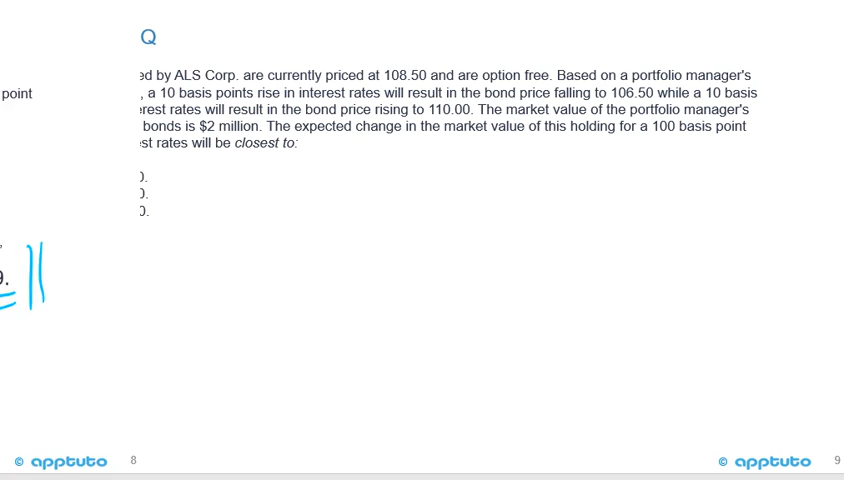 Q
point
ed by ALS Corp. are currently priced at 108.50 and are option free. Based on a portfolio manager's
, a 10 basis points rise in interest rates will result in the bond price falling to 106.50 while a 10 basis
erest rates will result in the bond price rising to 110.00. The market value of the portfolio manager's
bonds is $2 million. The expected change in the market value of this holding for a 100 basis point
est rates will be closest to:
0.
0.
0.
9.
© apptuto 8
© apptuto 9